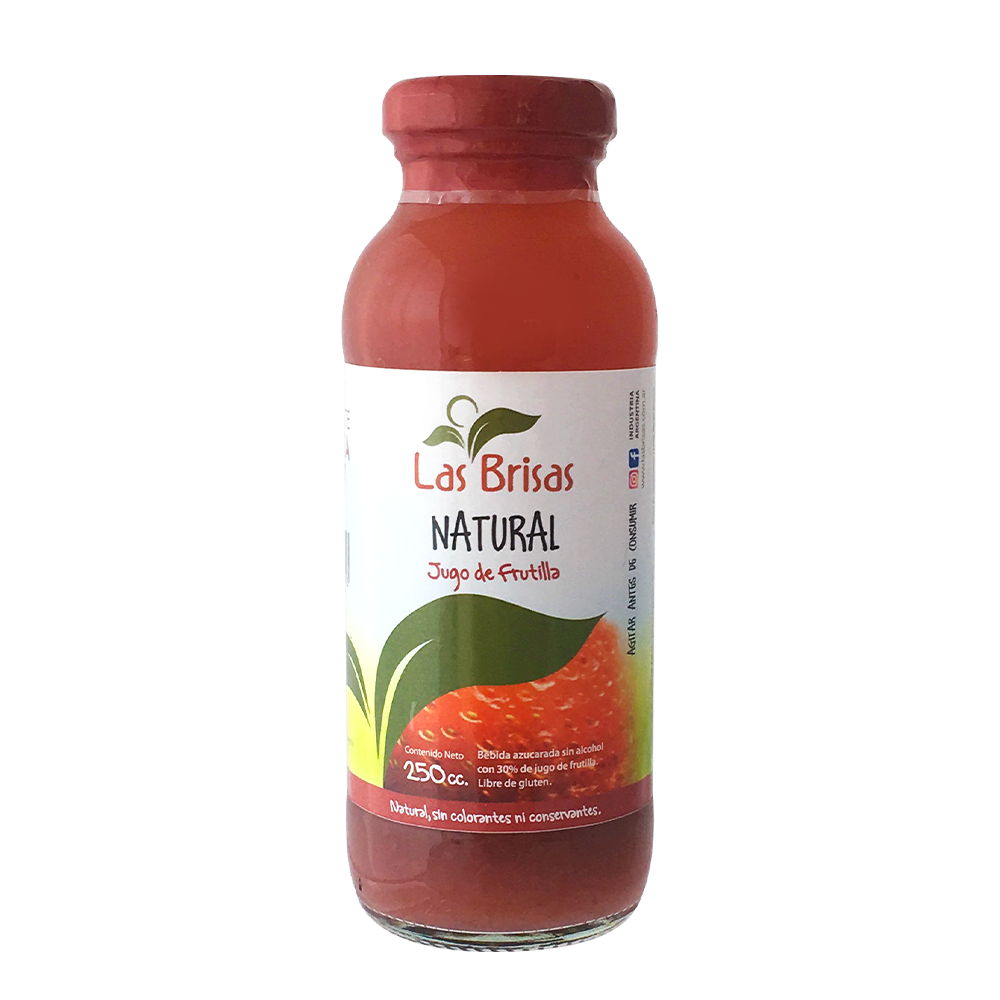 Las Brisas
NATURAL
Jugo de Frutilla
Contenido Neto
250cc.
Bebida azucarada sin alcohol
con 30% de jugo de frutilla.
Libre de gluten.
Natural, sin colorantes ni conservantes.
AGITAR ANTES DE CONSUMIR
INDUSTRIA
ARGENTINA